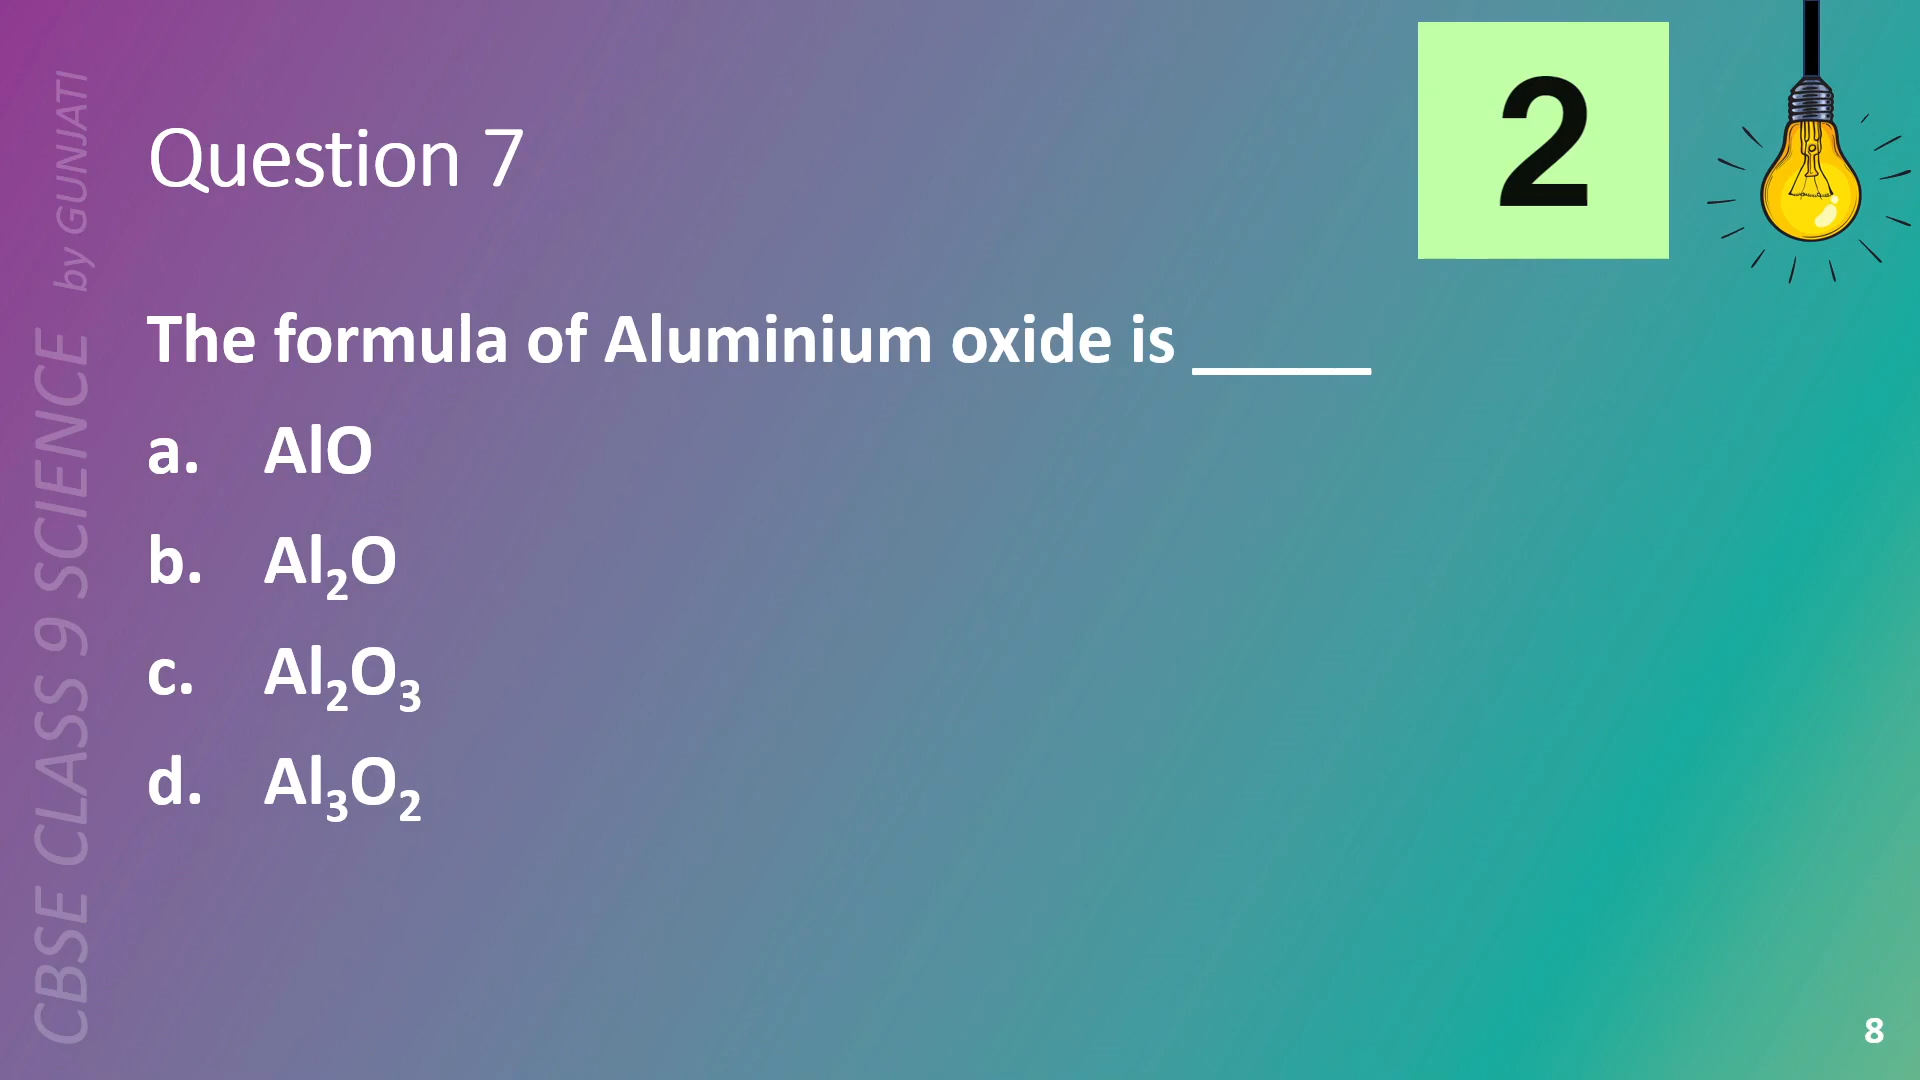 CBSE CLASS 9 SCIENCE by GUNJATI
Question 7
2
The formula of Aluminium oxide is _____
a. AlO
b. Al₂O
c. Al₂O₃
d. Al₃O₂
8